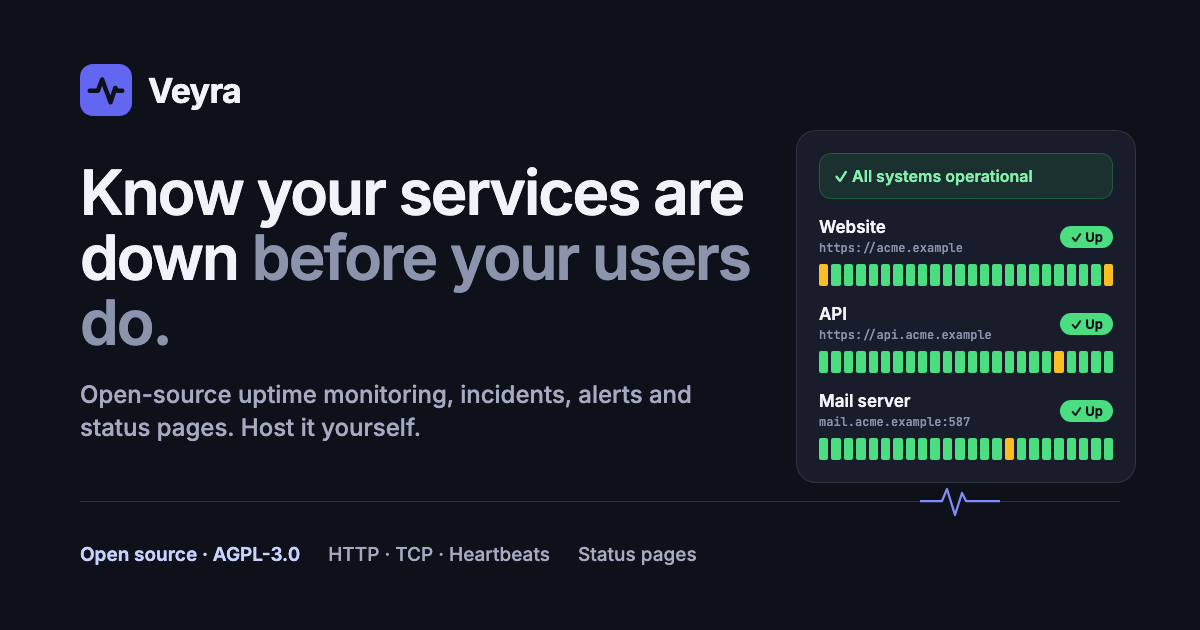 Veyra
Know your services are
down before your users
do.
Open-source uptime monitoring, incidents, alerts and
status pages. Host it yourself.
✓ All systems operational
Website
https://acme.example
✓ Up
API
https://api.acme.example
✓ Up
Mail server
mail.acme.example:587
✓ Up
Open source · AGPL-3.0 HTTP · TCP · Heartbeats Status pages